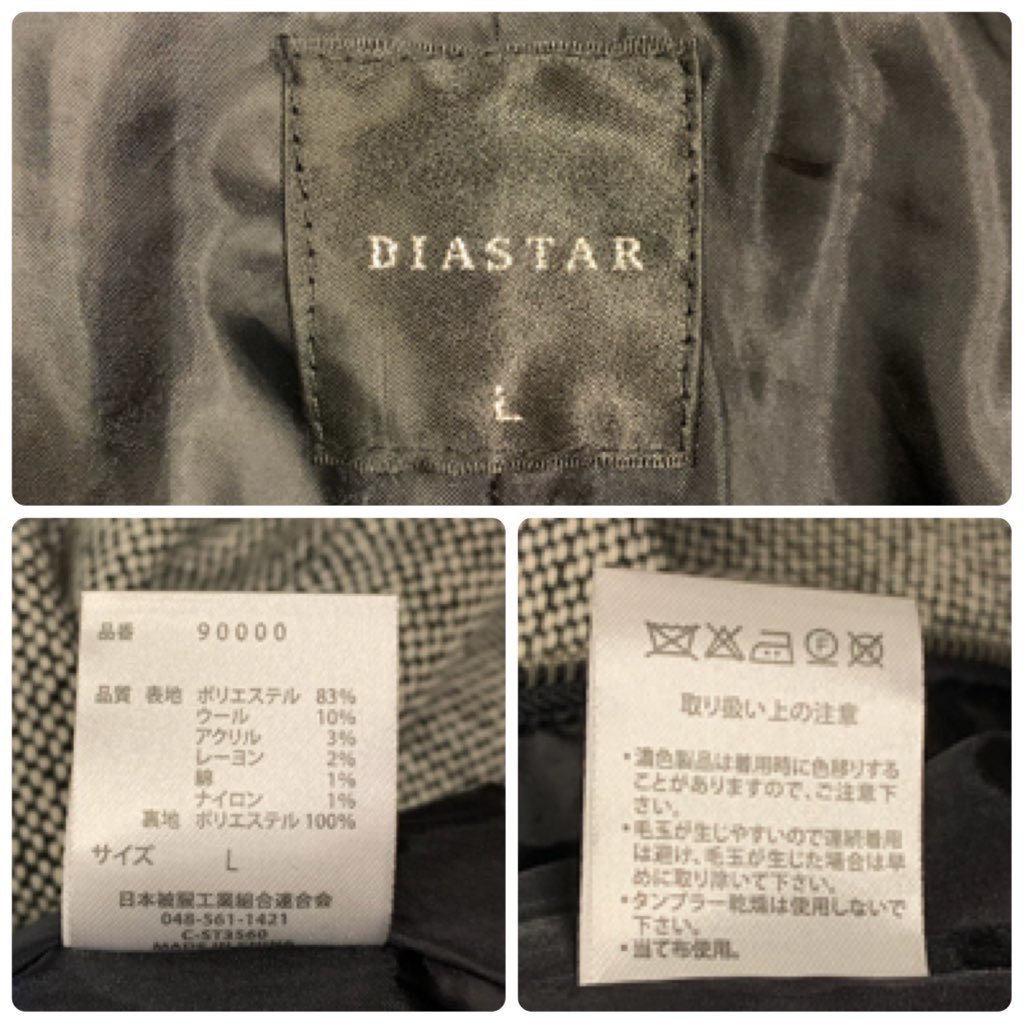 DIASTAR
L
品番 90000
品質 表地 ポリエステル 83%
ウール 10%
アクリル 3%
レーヨン 2%
綿 1%
ナイロン 1%
裏地 ポリエステル 100%
サイズ L
日本被服工業組合連合会
048-561-1421
C-ST3560
MADE IN CHINA
取り扱い上の注意
・濃色製品は着用時に色移りする
ことがありますので、ご注意下
さい。
・毛玉が生じやすいので連続着用
は避け、毛玉が生じた場合は早
めに取り除いて下さい。
・タンブラー乾燥は使用しないで
下さい。
・当て布使用。